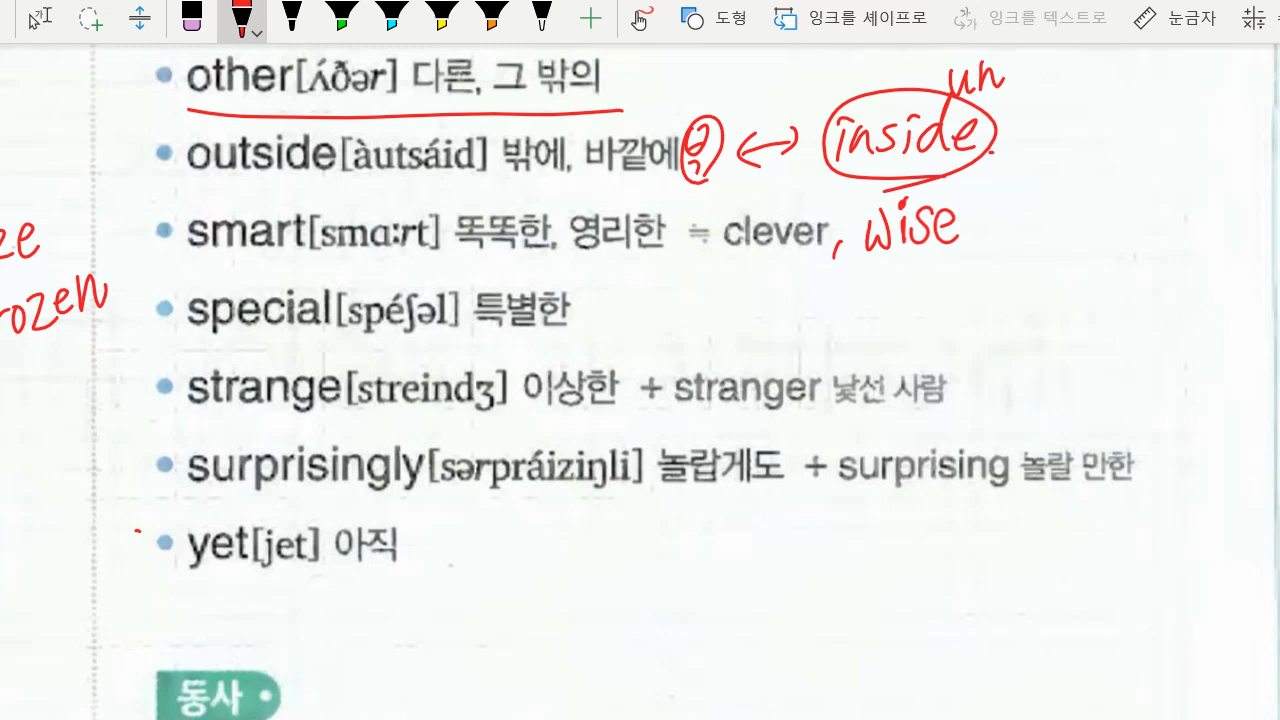 도형 잉크를 셰이프로 잉크를 텍스트로 눈금자
• other[ʌ́ðər] 다른, 그 밖의
un
• outside[àutsáid] 밖에, 바깥에 ↔ inside.
• smart[smɑːrt] 똑똑한, 영리한 ≒ clever, wise
ze
rozen
• special[spéʃəl] 특별한
• strange[streindʒ] 이상한 + stranger 낯선 사람
• surprisingly[sərpráiziŋli] 놀랍게도 + surprising 놀랄 만한
• yet[jet] 아직
동사